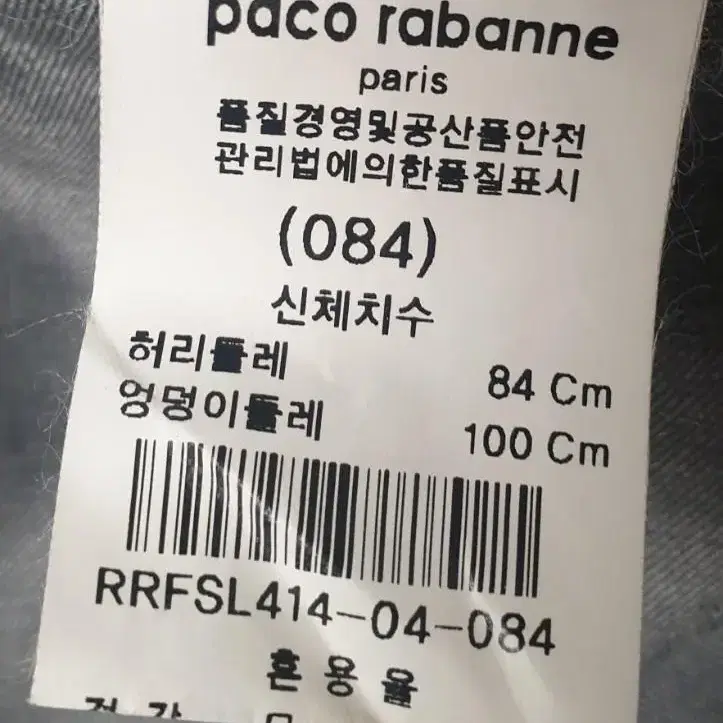 paco rabanne
paris
품질경영및공산품안전
관리법에의한품질표시
(084)
신체치수
허리둘레 84 Cm
엉덩이둘레 100 Cm
RRFSL414-04-084
혼 용 율